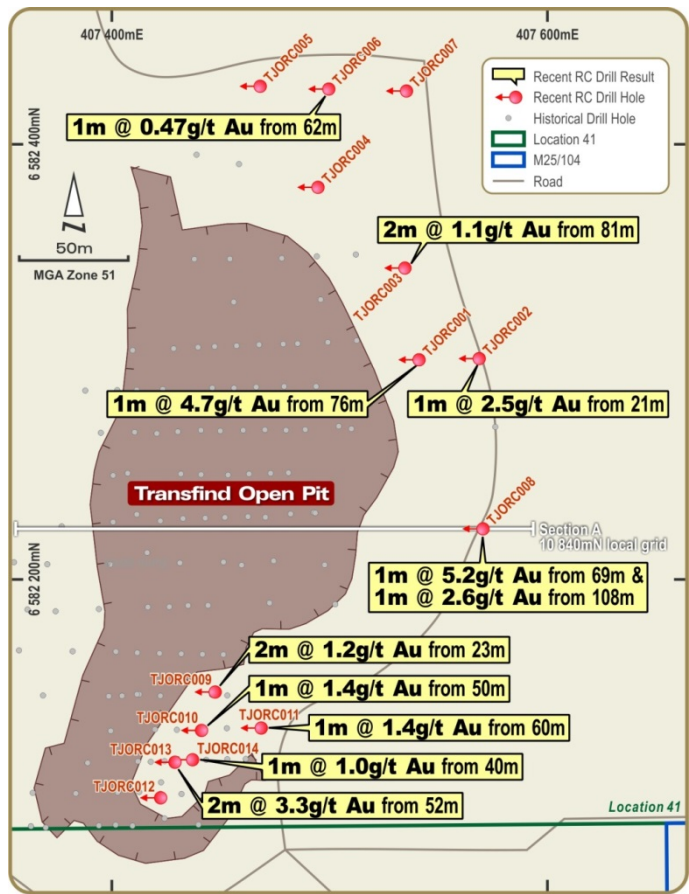 407 400mE
407 600mE
TJORC005
TJORC006
TJORC007
Recent RC Drill Result
Recent RC Drill Hole
Historical Drill Hole
Location 41
M25/104
Road
1m @ 0.47g/t Au from 62m
6 582 400mN
TJORC004
N
50m
MGA Zone 51
2m @ 1.1g/t Au from 81m
TJORC003
TJORC001
TJORC002
1m @ 4.7g/t Au from 76m
1m @ 2.5g/t Au from 21m
Transfind Open Pit
TJORC008
Section A
10 840mN local grid
6 582 200mN
1m @ 5.2g/t Au from 69m &
1m @ 2.6g/t Au from 108m
2m @ 1.2g/t Au from 23m
TJORC009
1m @ 1.4g/t Au from 50m
TJORC010
TJORC011
1m @ 1.4g/t Au from 60m
TJORC013
TJORC014
1m @ 1.0g/t Au from 40m
TJORC012
2m @ 3.3g/t Au from 52m
Location 41